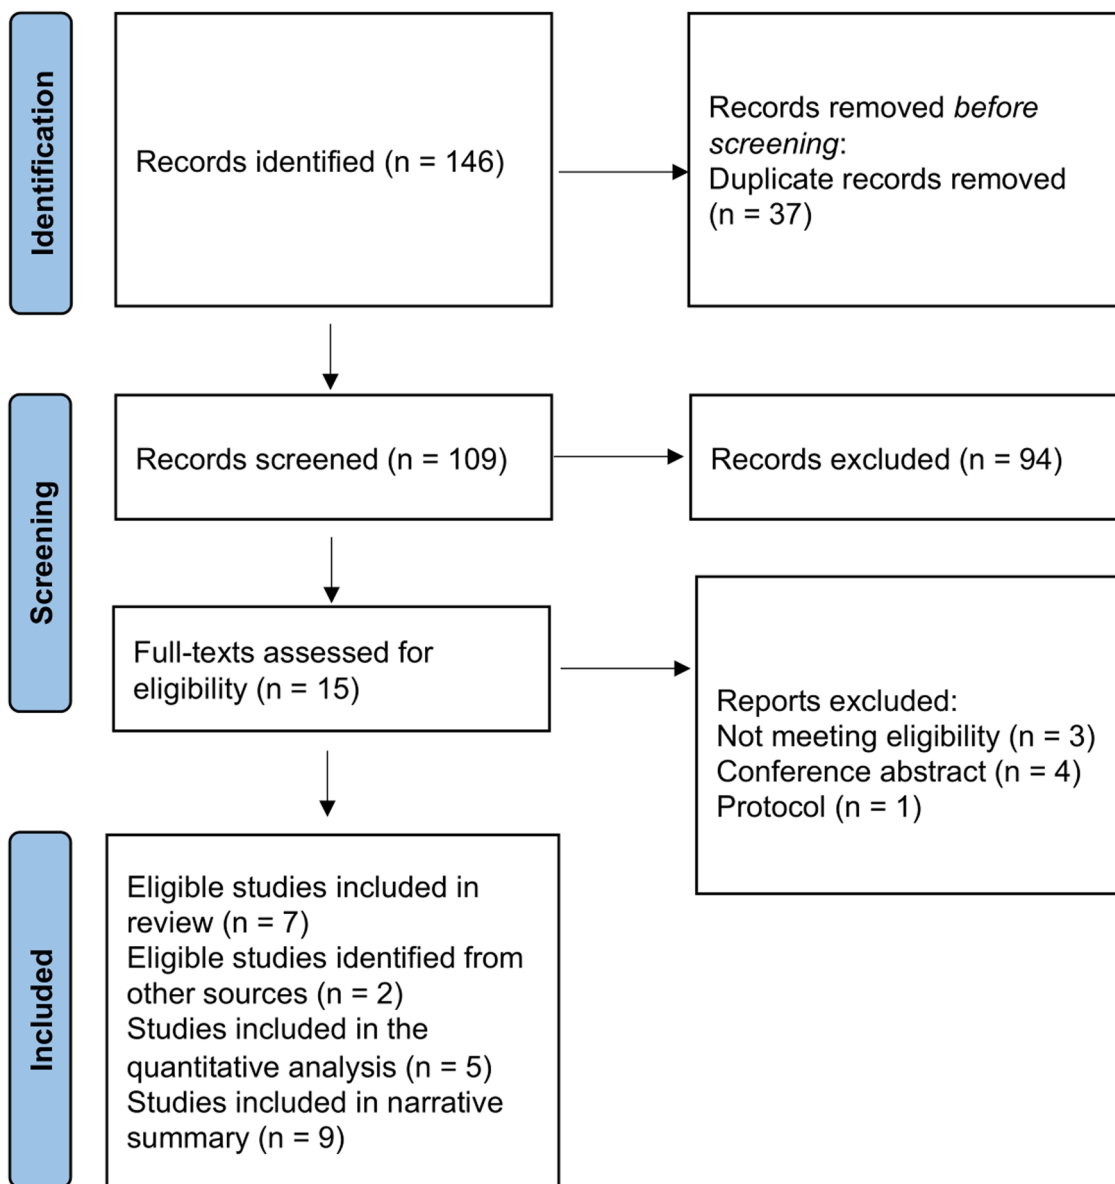 Identification
Records identified (n = 146)
Records removed before
screening:
Duplicate records removed
(n = 37)
Screening
Records screened (n = 109)
Records excluded (n = 94)
Full-texts assessed for
eligibility (n = 15)
Reports excluded:
Not meeting eligibility (n = 3)
Conference abstract (n = 4)
Protocol (n = 1)
Included
Eligible studies included in
review (n = 7)
Eligible studies identified from
other sources (n = 2)
Studies included in the
quantitative analysis (n = 5)
Studies included in narrative
summary (n = 9)